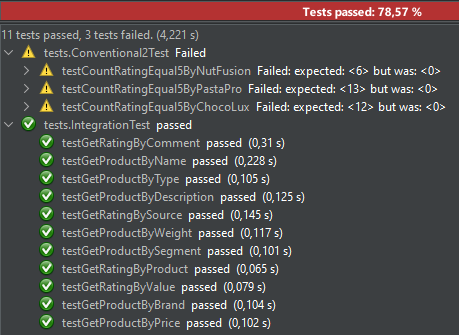 Tests passed: 78,57 %
11 tests passed, 3 tests failed. (4,221 s)
tests.Conventional2Test Failed
testCountRatingEqual5ByNutFusion Failed: expected: <6> but was: <0>
testCountRatingEqual5ByPastaPro Failed: expected: <13> but was: <0>
testCountRatingEqual5ByChocoLux Failed: expected: <12> but was: <0>
tests.IntegrationTest passed
testGetRatingByComment passed (0,31 s)
testGetProductByName passed (0,228 s)
testGetProductByType passed (0,105 s)
testGetProductByDescription passed (0,125 s)
testGetRatingBySource passed (0,145 s)
testGetProductByWeight passed (0,117 s)
testGetProductBySegment passed (0,101 s)
testGetRatingByProduct passed (0,065 s)
testGetRatingByValue passed (0,079 s)
testGetProductByBrand passed (0,104 s)
testGetProductByPrice passed (0,102 s)